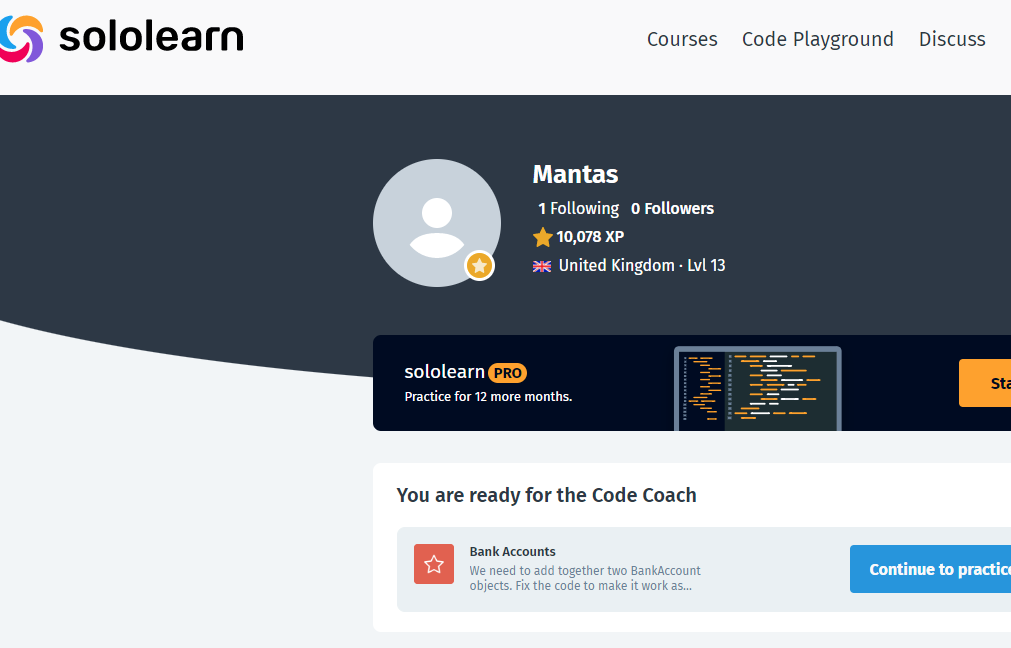 sololearn
Courses Code Playground Discuss
Mantas
1 Following 0 Followers
10,078 XP
United Kingdom · Lvl 13
sololearn PRO
Practice for 12 more months.
Sta
You are ready for the Code Coach
Bank Accounts
We need to add together two BankAccount
objects. Fix the code to make it work as...
Continue to practice